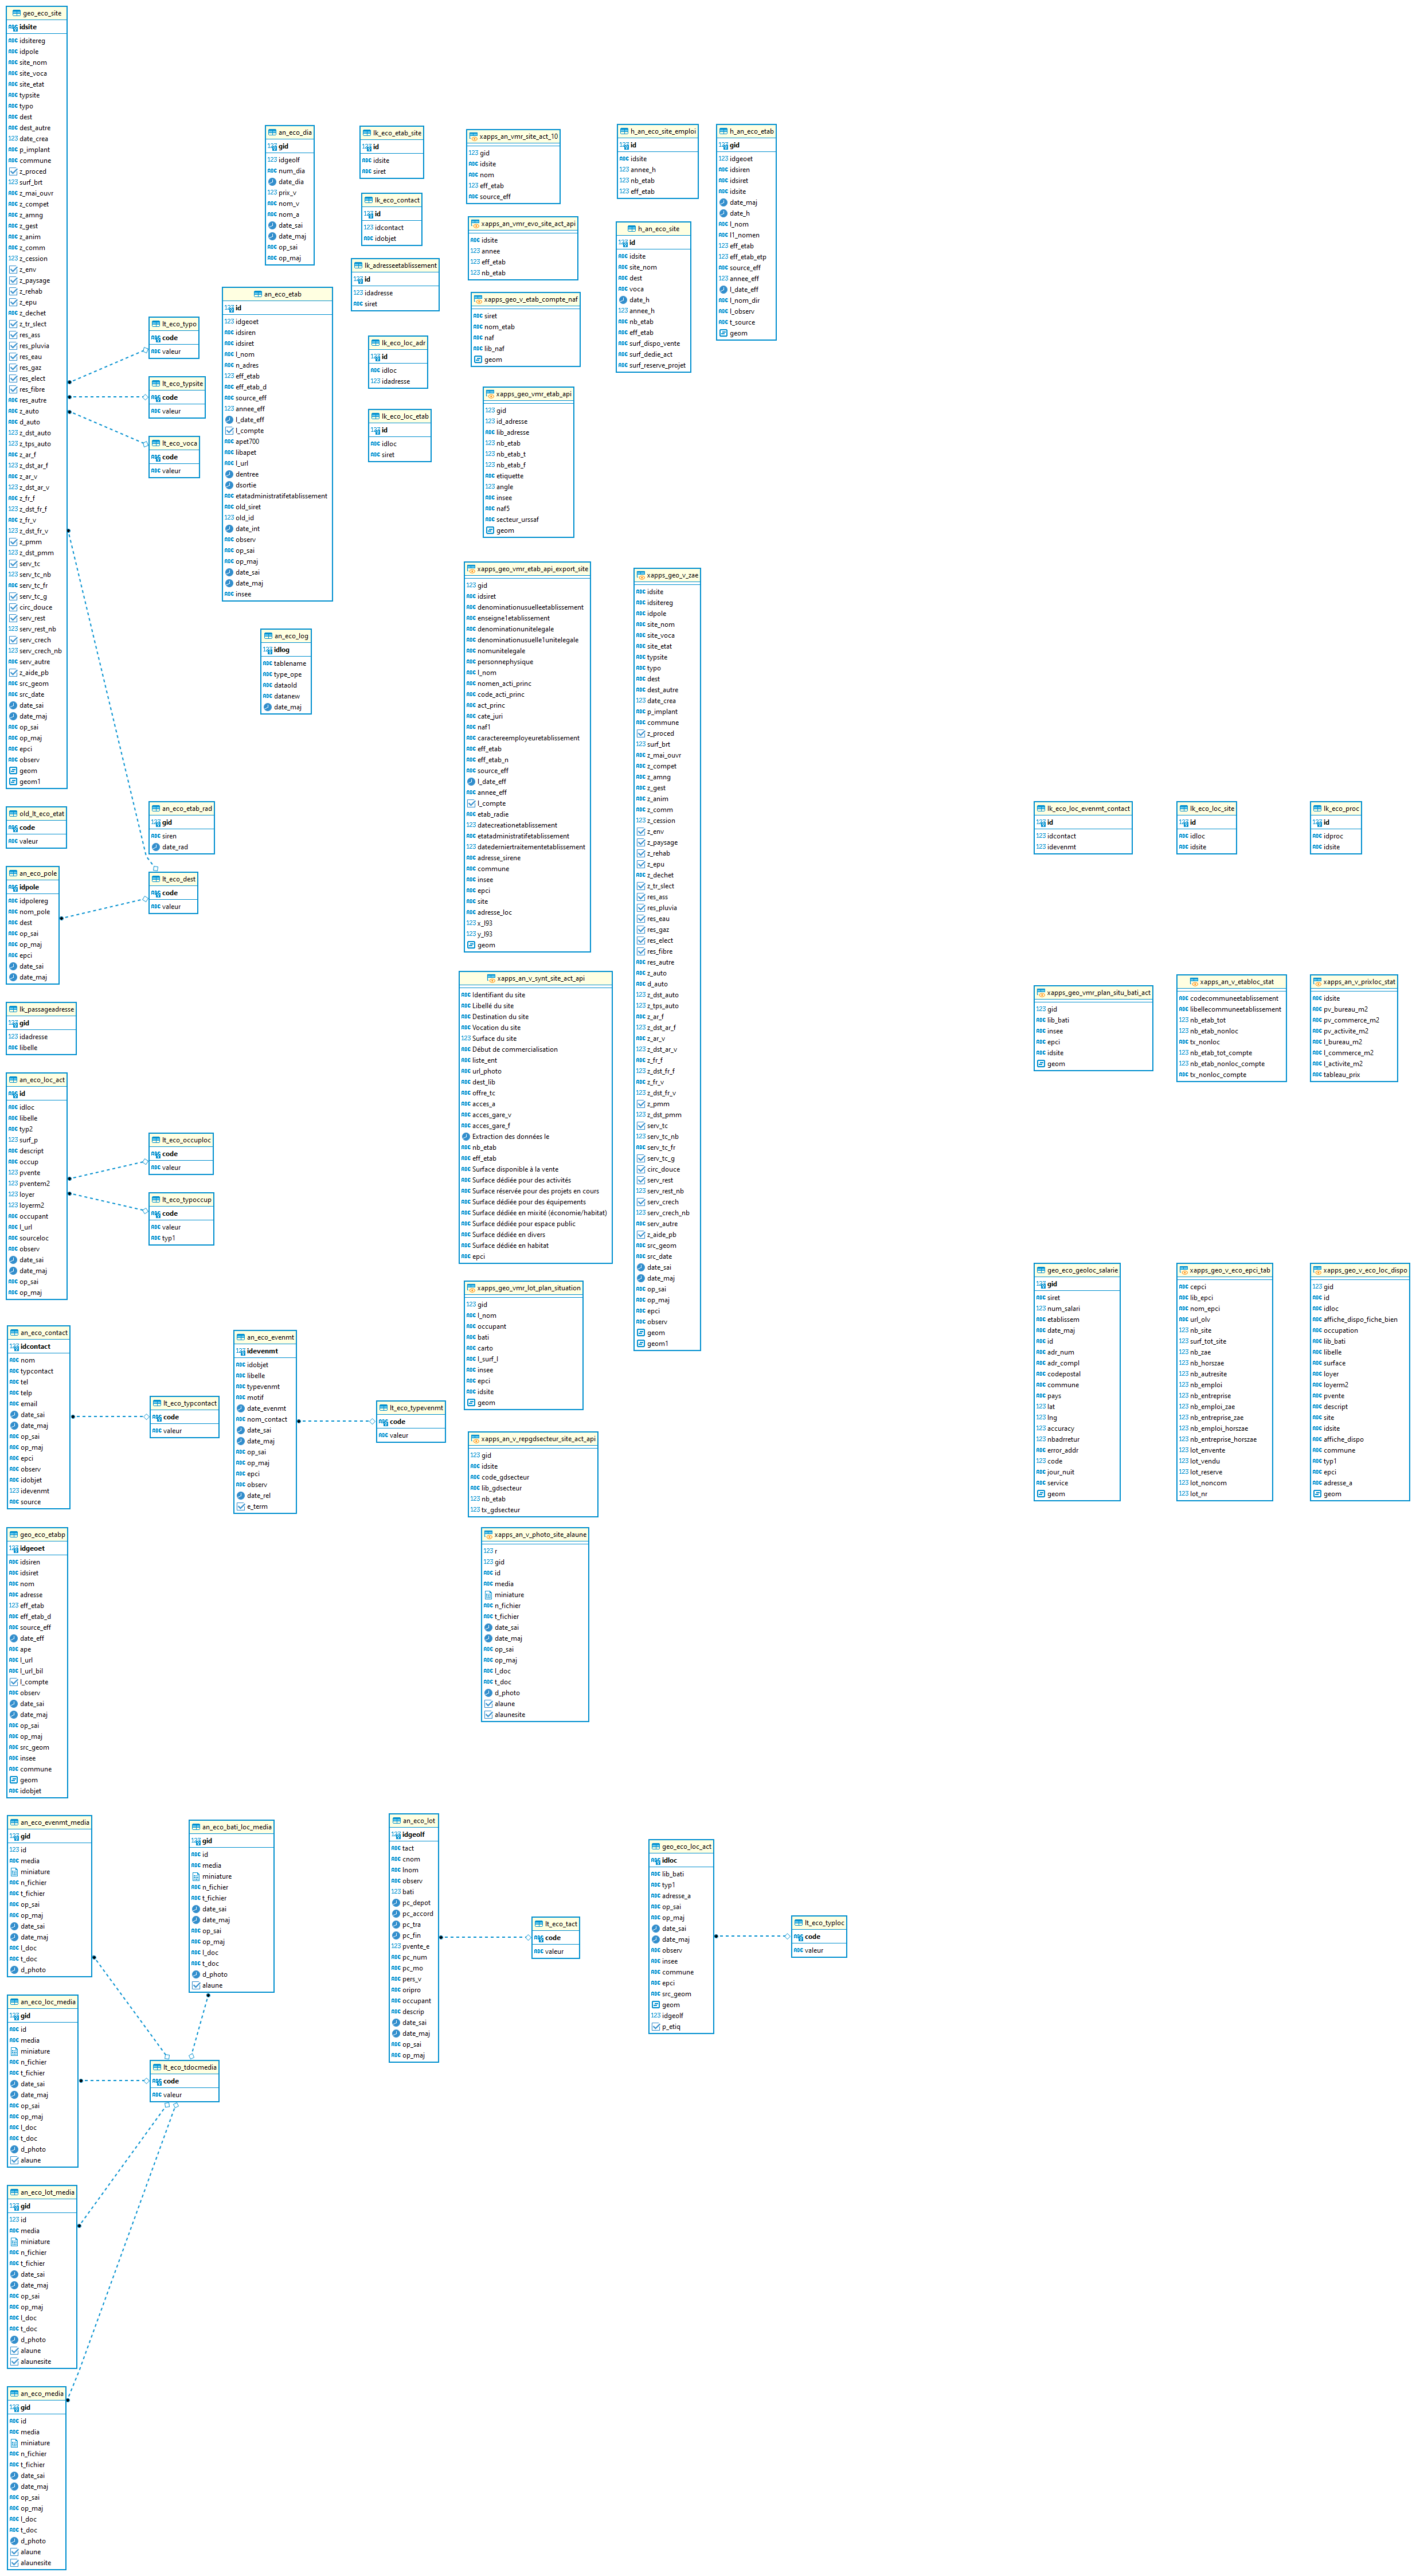 geo_eco_site
idsite
idsitereg
idpole
site_nom
site_voca
site_etat
typsite
typo
dest
dest_autre
date_crea
p_implant
commune
z_proced
surf_brt
z_mai_ouvr
z_compet
z_amng
z_gest
z_anim
z_comm
z_cession
z_env
z_paysage
z_rehab
z_epu
z_dechet
z_tr_slect
res_ass
res_pluvia
res_eau
res_gaz
res_elect
res_fibre
res_autre
z_auto
d_auto
z_dst_auto
z_tps_auto
z_ar_f
z_dst_ar_f
z_ar_v
z_dst_ar_v
z_fr_f
z_dst_fr_f
z_fr_v
z_dst_fr_v
z_pmm
z_dst_pmm
serv_tc
serv_tc_nb
serv_tc_fr
serv_tc_g
circ_douce
serv_rest
serv_rest_nb
serv_crech
serv_crech_nb
serv_autre
z_aide_pb
src_geom
src_date
date_sai
date_maj
op_sai
op_maj
epci
observ
geom
geom1
lt_eco_typo
code
valeur
lt_eco_typsite
code
valeur
lt_eco_voca
code
valeur
an_eco_dia
gid
idgeolf
num_dia
date_dia
prix_v
nom_v
nom_a
date_sai
date_maj
op_sai
op_maj
an_eco_etab
id
idgeoet
idsiren
idsiret
l_nom
n_adres
eff_etab
eff_etab_d
source_eff
annee_eff
l_date_eff
l_compte
apet700
libapet
l_url
dentree
dsortie
etatadministratifetablissement
old_siret
old_id
date_int
observ
op_sai
op_maj
date_sai
date_maj
insee
an_eco_log
idlog
tablename
type_ope
dataold
datanew
date_maj
lk_eco_etab_site
id
idsite
siret
lk_eco_contact
id
idcontact
idobjet
lk_adresseetablissement
id
idadresse
siret
lk_eco_loc_adr
id
idloc
idadresse
lk_eco_loc_etab
id
idloc
siret
xapps_an_vmr_site_act_10
gid
idsite
nom
eff_etab
source_eff
xapps_an_vmr_evo_site_act_api
idsite
annee
eff_etab
nb_etab
xapps_geo_v_etab_compte_naf
siret
nom_etab
naf
lib_naf
geom
xapps_geo_vmr_etab_api
gid
id_adresse
lib_adresse
nb_etab
nb_etab_t
nb_etab_f
etiquette
angle
insee
naf5
secteur_urssaf
geom
h_an_eco_site_emploi
id
idsite
annee_h
nb_etab
eff_etab
h_an_eco_site
id
idsite
site_nom
dest
voca
date_h
annee_h
nb_etab
eff_etab
surf_dispo_vente
surf_dedie_act
surf_reserve_projet
h_an_eco_etab
gid
idgeoet
idsiren
idsiret
idsite
date_maj
date_h
l_nom
l1_nomen
eff_etab
eff_etab_etp
source_eff
annee_eff
l_date_eff
l_nom_dir
l_observ
t_source
geom
xapps_geo_vmr_etab_api_export_site
gid
idsiret
denominationusuelleetablissement
enseigne1etablissement
denominationunitelegale
denominationusuelle1unitelegale
nomunitelegale
personnephysique
l_nom
nomen_acti_princ
code_acti_princ
act_princ
cate_juri
naf1
caractereemployeuretablissement
eff_etab
eff_etab_n
source_eff
l_date_eff
annee_eff
l_compte
etab_radie
datecreationetablissement
etatadministratifetablissement
datederniertraitementetablissement
adresse_sirene
commune
insee
epci
site
adresse_loc
x_l93
y_l93
geom
xapps_geo_v_zae
idsite
idsitereg
idpole
site_nom
site_voca
site_etat
typsite
typo
dest
dest_autre
date_crea
p_implant
commune
z_proced
surf_brt
z_mai_ouvr
z_compet
z_amng
z_gest
z_anim
z_comm
z_cession
z_env
z_paysage
z_rehab
z_epu
z_dechet
z_tr_slect
res_ass
res_pluvia
res_eau
res_gaz
res_elect
res_fibre
res_autre
z_auto
d_auto
z_dst_auto
z_tps_auto
z_ar_f
z_dst_ar_f
z_ar_v
z_dst_ar_v
z_fr_f
z_dst_fr_f
z_fr_v
z_dst_fr_v
z_pmm
z_dst_pmm
serv_tc
serv_tc_nb
serv_tc_fr
serv_tc_g
circ_douce
serv_rest
serv_rest_nb
serv_crech
serv_crech_nb
serv_autre
z_aide_pb
src_geom
src_date
date_sai
date_maj
op_sai
op_maj
epci
observ
geom
geom1
old_lt_eco_etat
code
valeur
an_eco_pole
idpole
idpolereg
nom_pole
dest
op_sai
op_maj
epci
date_sai
date_maj
an_eco_etab_rad
gid
siren
date_rad
lt_eco_dest
code
valeur
lk_passageadresse
gid
idadresse
libelle
an_eco_loc_act
id
idloc
libelle
typ2
surf_p
descript
occup
pvente
pventem2
loyer
loyerm2
occupant
l_url
sourceloc
observ
date_sai
date_maj
op_sai
op_maj
lt_eco_occuploc
code
valeur
lt_eco_typoccup
code
valeur
typ1
xapps_an_v_synt_site_act_api
Identifiant du site
Libellé du site
Destination du site
Vocation du site
Surface du site
Début de commercialisation
liste_ent
url_photo
dest_lib
offre_tc
acces_a
acces_gare_v
acces_gare_f
Extraction des données le
nb_etab
eff_etab
Surface disponible à la vente
Surface dédiée pour des activités
Surface réservée pour des projets en cours
Surface dédiée pour des équipements
Surface dédiée en mixité (économie/habitat)
Surface dédiée pour espace public
Surface dédiée en divers
Surface dédiée en habitat
epci
lk_eco_loc_evenmt_contact
id
idcontact
idevenmt
lk_eco_loc_site
id
idloc
idsite
lk_eco_proc
id
idproc
idsite
xapps_geo_vmr_plan_situ_bati_act
gid
lib_bati
insee
epci
idsite
geom
xapps_an_v_etabloc_stat
codecommuneetablissement
libellecommuneetablissement
nb_etab_tot
nb_etab_nonloc
tx_nonloc
nb_etab_tot_compte
nb_etab_nonloc_compte
tx_nonloc_compte
xapps_an_v_prixloc_stat
idsite
pv_bureau_m2
pv_commerce_m2
pv_activite_m2
l_bureau_m2
l_commerce_m2
l_activite_m2
tableau_prix
an_eco_contact
idcontact
nom
typcontact
tel
telp
email
date_sai
date_maj
op_sai
op_maj
epci
observ
idobjet
idevenmt
source
lt_eco_typcontact
code
valeur
an_eco_evenmt
idevenmt
idobjet
libelle
typevenmt
motif
date_evenmt
nom_contact
date_sai
date_maj
op_sai
op_maj
epci
observ
date_rel
e_term
lt_eco_typevenmt
code
valeur
xapps_geo_vmr_lot_plan_situation
gid
l_nom
occupant
bati
carto
l_surf_l
insee
epci
idsite
geom
xapps_an_v_repgdsecteur_site_act_api
gid
idsite
code_gdsecteur
lib_gdsecteur
nb_etab
tx_gdsecteur
xapps_an_v_photo_site_alaune
r
gid
id
media
miniature
n_fichier
t_fichier
date_sai
date_maj
op_sai
op_maj
l_doc
t_doc
d_photo
alaune
alaunesite
geo_eco_geoloc_salarie
gid
siret
num_salari
etablissem
date_maj
id
adr_num
adr_compl
codepostal
commune
pays
lat
lng
accuracy
nbadrretur
error_addr
code
jour_nuit
service
geom
xapps_geo_v_eco_epci_tab
cepci
lib_epci
nom_epci
url_olv
nb_site
surf_tot_site
nb_zae
nb_horszae
nb_autresite
nb_emploi
nb_entreprise
nb_emploi_zae
nb_entreprise_zae
nb_emploi_horszae
nb_entreprise_horszae
lot_envente
lot_vendu
lot_reserve
lot_noncom
lot_nr
xapps_geo_v_eco_loc_dispo
gid
id
idloc
affiche_dispo_fiche_bien
occupation
lib_bati
libelle
surface
loyer
loyerm2
pvente
descript
site
idsite
affiche_dispo
commune
typ1
epci
adresse_a
geom
geo_eco_etabp
idgeoet
idsiren
idsiret
nom
adresse
eff_etab
eff_etab_d
source_eff
date_eff
ape
l_url
l_url_bil
l_compte
observ
date_sai
date_maj
op_sai
op_maj
src_geom
insee
commune
geom
idobjet
an_eco_evenmt_media
gid
id
media
miniature
n_fichier
t_fichier
op_sai
op_maj
date_sai
date_maj
l_doc
t_doc
d_photo
an_eco_bati_loc_media
gid
id
media
miniature
n_fichier
t_fichier
date_sai
date_maj
op_sai
op_maj
l_doc
t_doc
d_photo
alaune
an_eco_lot
idgeolf
tact
cnom
lnom
observ
bati
pc_depot
pc_accord
pc_tra
pc_fin
pvente_e
pc_num
pc_mo
pers_v
oripro
occupant
descrip
date_sai
date_maj
op_sai
op_maj
lt_eco_tact
code
valeur
geo_eco_loc_act
idloc
lib_bati
typ1
adresse_a
op_sai
op_maj
date_sai
date_maj
observ
insee
commune
epci
src_geom
geom
idgeolf
p_etiq
lt_eco_typloc
code
valeur
an_eco_loc_media
gid
id
media
miniature
n_fichier
t_fichier
date_sai
date_maj
op_sai
op_maj
l_doc
t_doc
d_photo
alaune
lt_eco_tdocmedia
code
valeur
an_eco_lot_media
gid
id
media
miniature
n_fichier
t_fichier
date_sai
date_maj
op_sai
op_maj
l_doc
t_doc
d_photo
alaune
alaunesite
an_eco_media
gid
id
media
miniature
n_fichier
t_fichier
date_sai
date_maj
op_sai
op_maj
l_doc
t_doc
d_photo
alaune
alaunesite